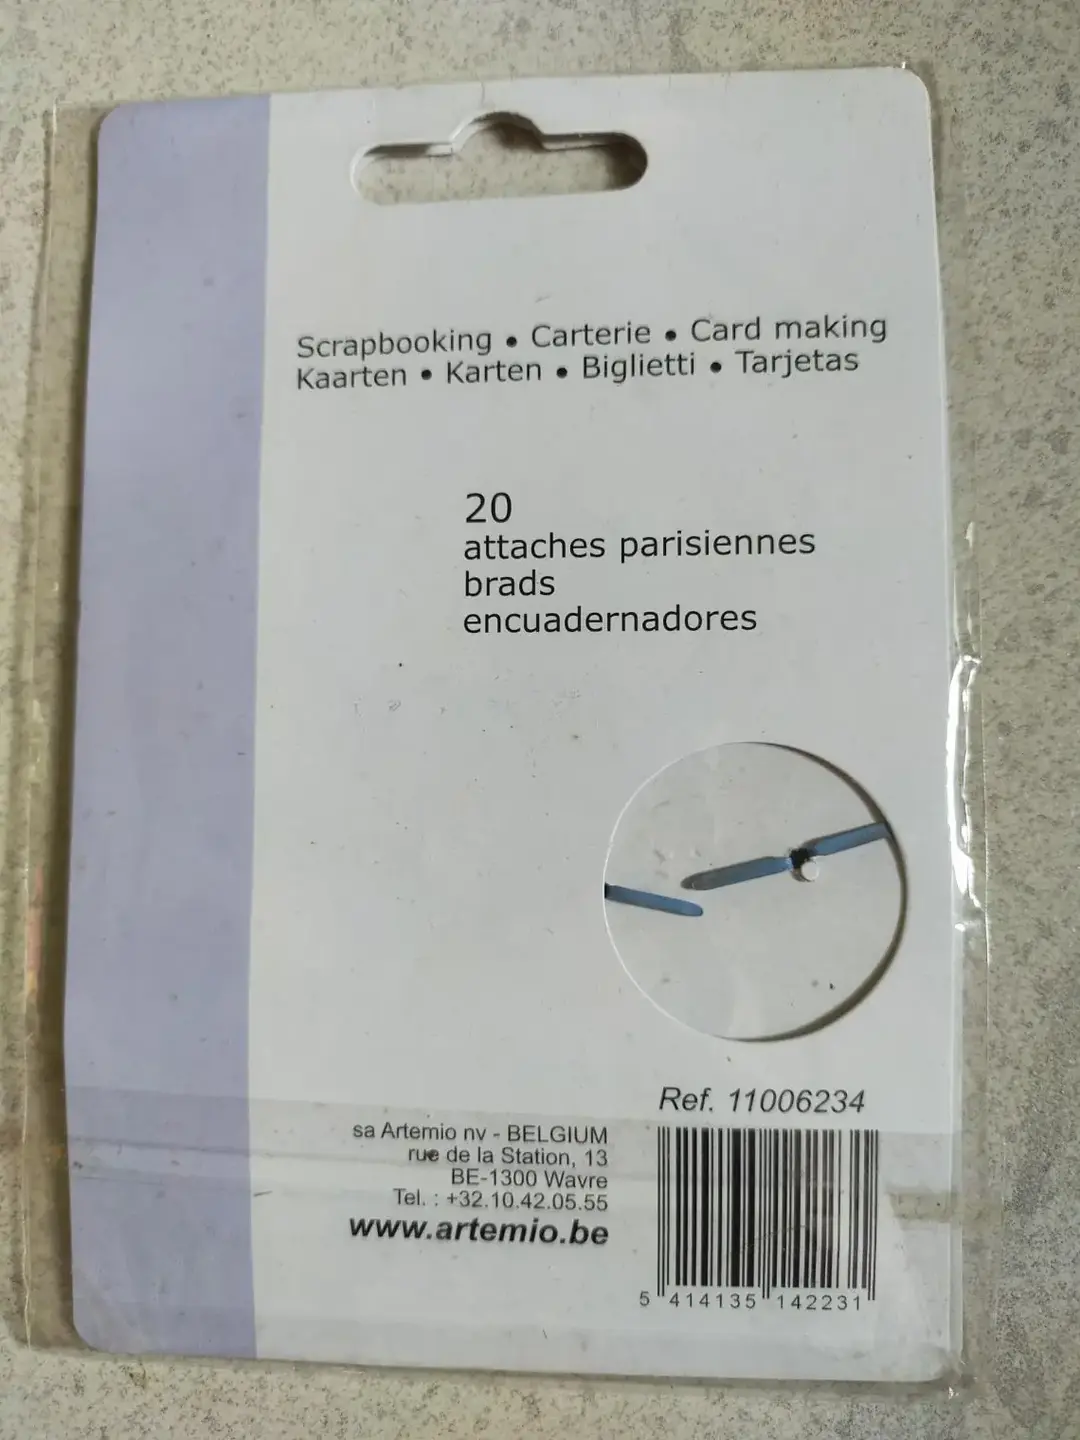 Scrapbooking • Carterie • Card making
Kaarten • Karten • Biglietti • Tarjetas
20
attaches parisiennes
brads
encuadernadores
Ref. 11006234
sa Artemio nv - BELGIUM
rue de la Station, 13
BE-1300 Wavre
Tel. : +32.10.42.05.55
www.artemio.be
5 414135 142231